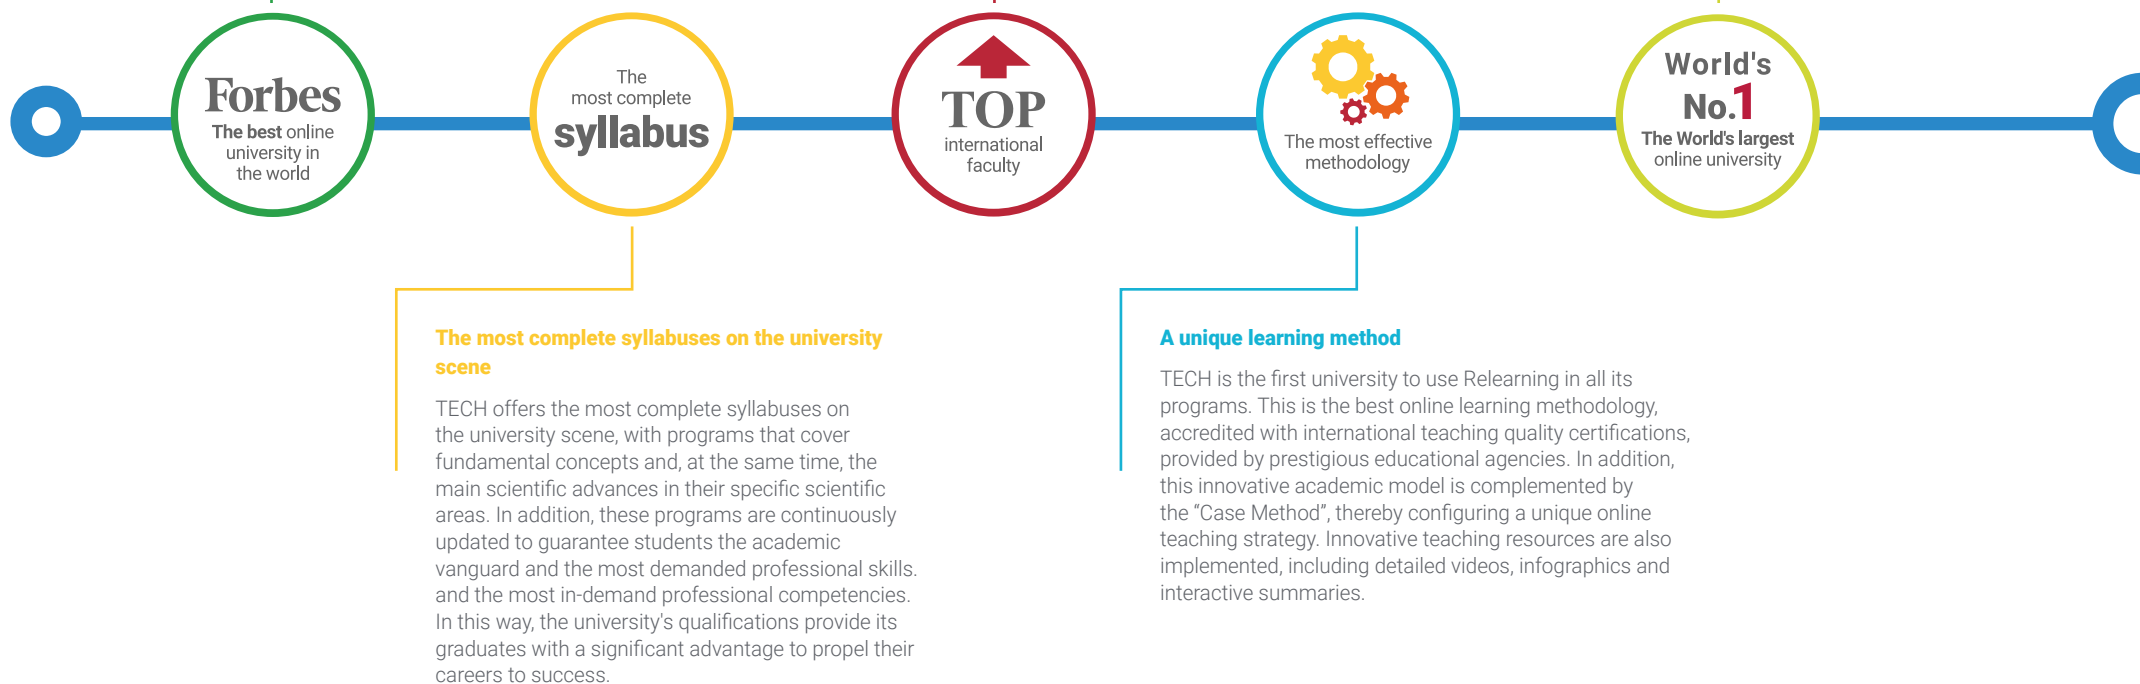 Forbes
The best online
university in
the world
The
most complete
syllabus
TOP
international
faculty
The most effective
methodology
World's
No.1
The World's largest
online university
The most complete syllabuses on the university
scene
TECH offers the most complete syllabuses on
the university scene, with programs that cover
fundamental concepts and, at the same time, the
main scientific advances in their specific scientific
areas. In addition, these programs are continuously
updated to guarantee students the academic
vanguard and the most demanded professional skills.
and the most in-demand professional competencies.
In this way, the university's qualifications provide its
graduates with a significant advantage to propel their
careers to success.
A unique learning method
TECH is the first university to use Relearning in all its
programs. This is the best online learning methodology,
accredited with international teaching quality certifications,
provided by prestigious educational agencies. In addition,
this innovative academic model is complemented by
the “Case Method”, thereby configuring a unique online
teaching strategy. Innovative teaching resources are also
implemented, including detailed videos, infographics and
interactive summaries.